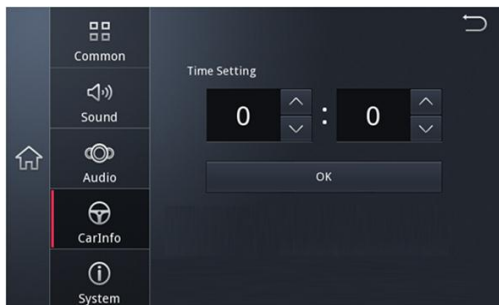 Common
Sound
Audio
CarInfo
System
Time Setting
0 : 0
OK